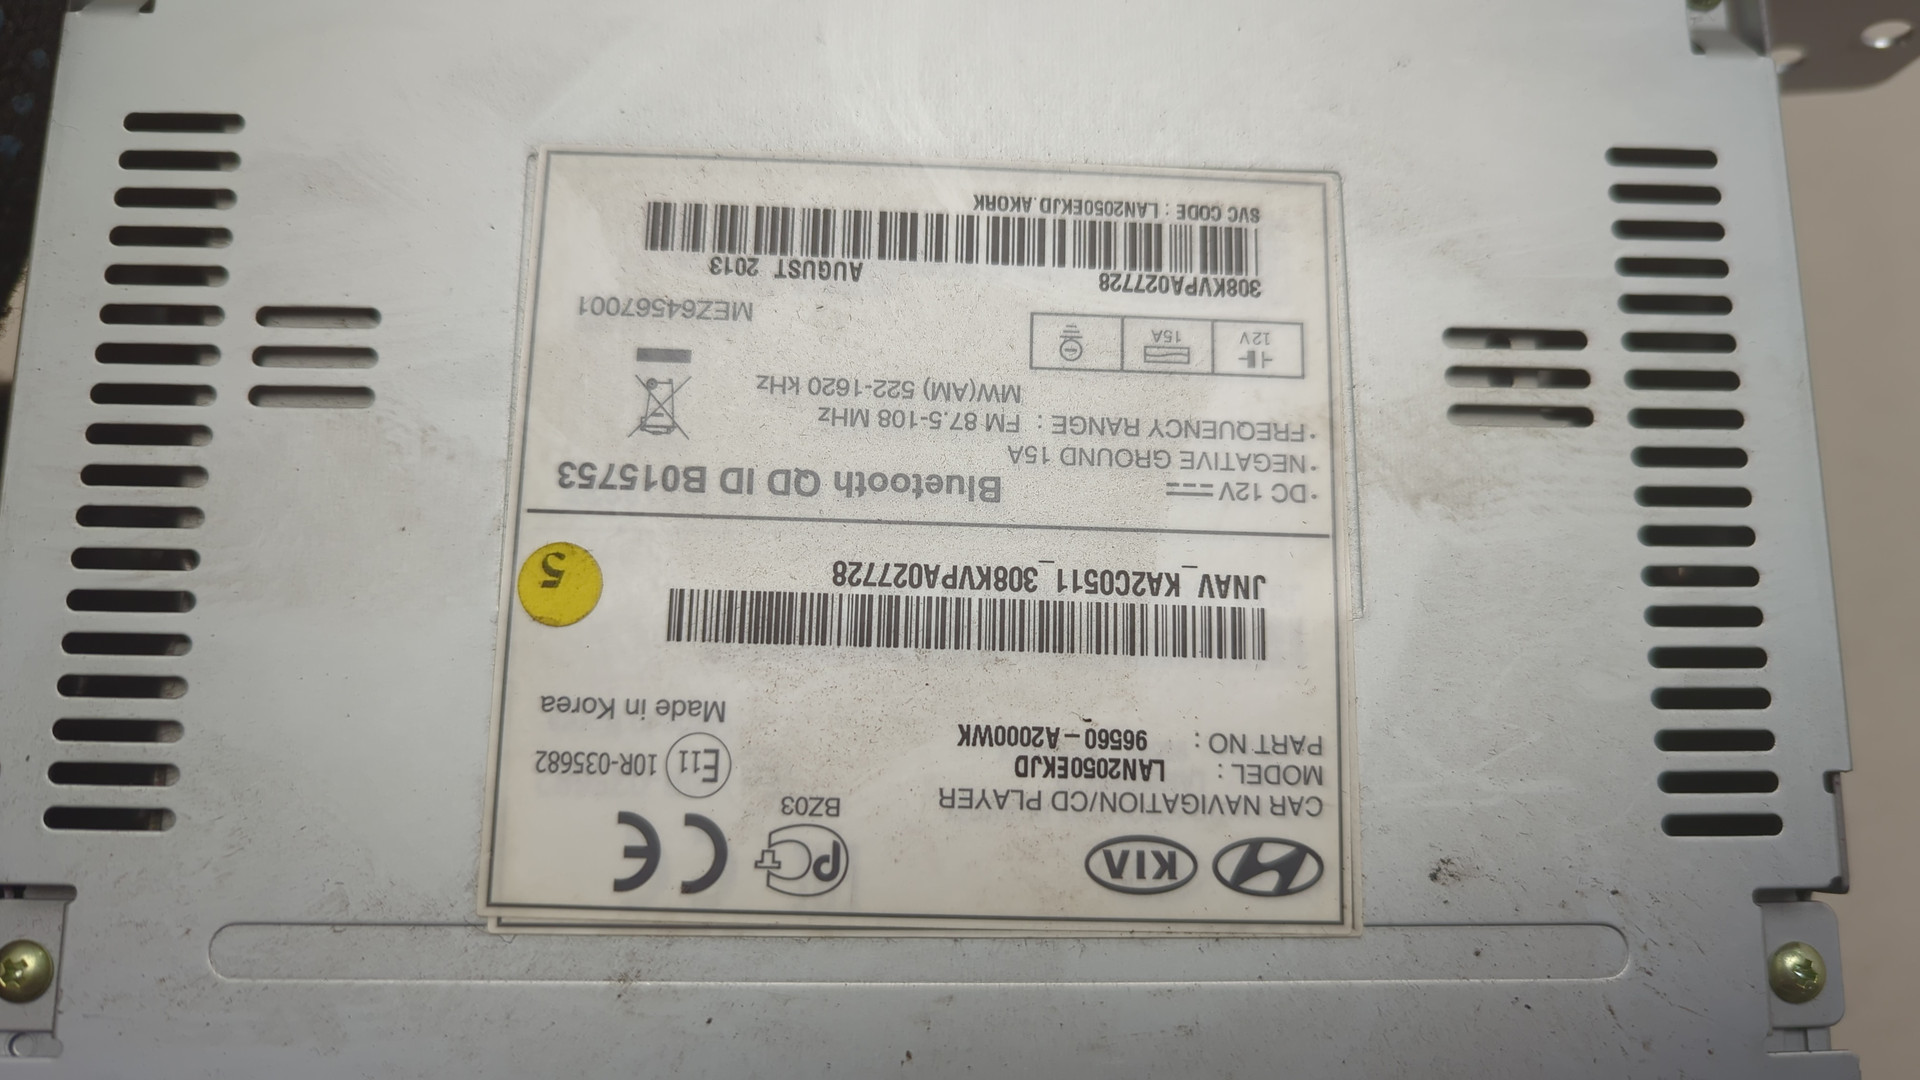 KIA
CAR NAVIGATION/CD PLAYER
MODEL : LAN2050EKJD
PART NO : 96560-A2000WK
PC
BZ03
CE
E11 10R-035682
Made in Korea
JNAV_KA2C0511_308KVPA027728
5
•DC 12V
Bluetooth QD ID B015753
•NEGATIVE GROUND 15A
•FREQUENCY RANGE : FM 87.5-108 MHz
MW(AM) 522-1620 kHz
12V
15A
MEZ64567001
308KVPA027728
AUGUST 2013
SVC CODE : LAN2050EKJD.AKORK